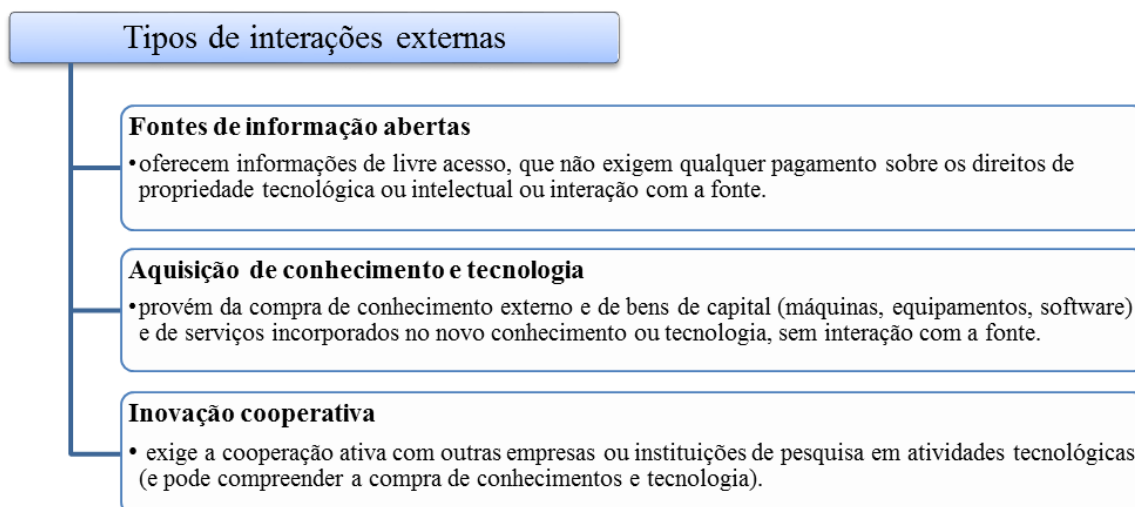 Tipos de interações externas
Fontes de informação abertas
•oferecem informações de livre acesso, que não exigem qualquer pagamento sobre os direitos de
propriedade tecnológica ou intelectual ou interação com a fonte.
Aquisição de conhecimento e tecnologia
•provém da compra de conhecimento externo e de bens de capital (máquinas, equipamentos, software)
e de serviços incorporados no novo conhecimento ou tecnologia, sem interação com a fonte.
Inovação cooperativa
• exige a cooperação ativa com outras empresas ou instituições de pesquisa em atividades tecnológicas
(e pode compreender a compra de conhecimentos e tecnologia).